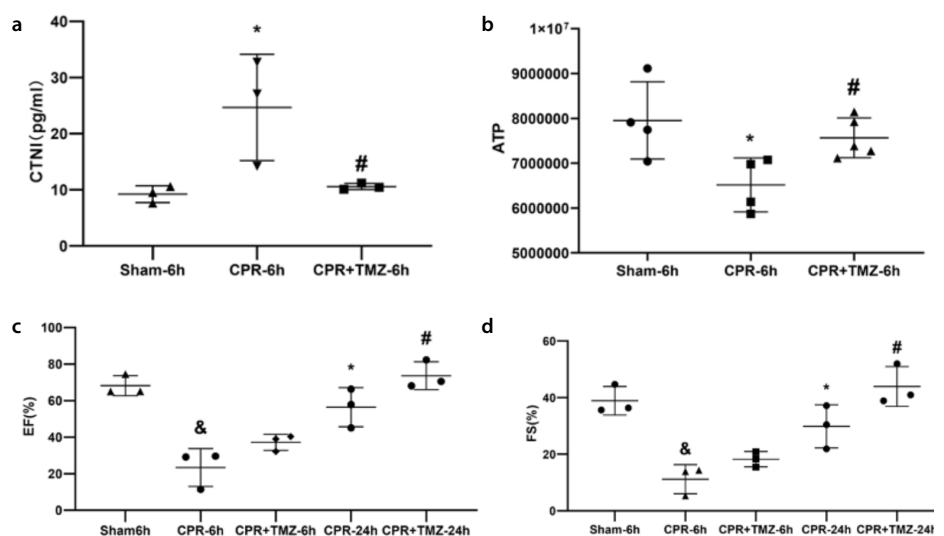 a
CTNI(pg/ml)
40
30
20
10
0
*
#
Sham-6h CPR-6h CPR+TMZ-6h
b
ATP
1×10⁷
9000000
8000000
7000000
6000000
5000000
*
#
Sham-6h CPR-6h CPR+TMZ-6h
c
EF(%)
100
80
60
40
20
0
&
*
#
Sham6h CPR-6h CPR+TMZ-6h CPR-24h CPR+TMZ-24h
d
FS(%)
60
40
20
0
&
*
#
Sham-6h CPR-6h CPR+TMZ-6h CPR-24h CPR+TMZ-24h